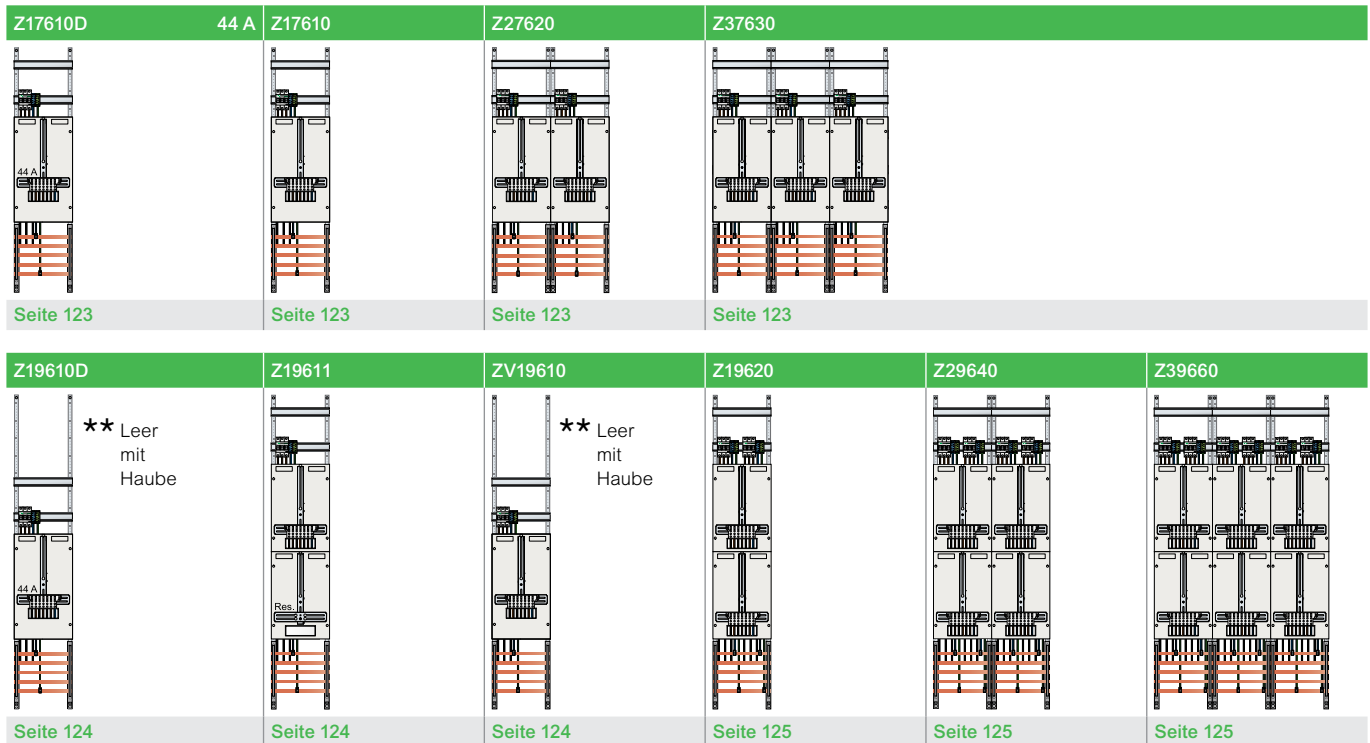 Z17610D 44 A Z17610 Z27620 Z37630
44 A
Seite 123 Seite 123 Seite 123 Seite 123
Z19610D Z19611 ZV19610 Z19620 Z29640 Z39660
** Leer
mit
Haube
** Leer
mit
Haube
44 A
Res.
Seite 124 Seite 124 Seite 124 Seite 125 Seite 125 Seite 125